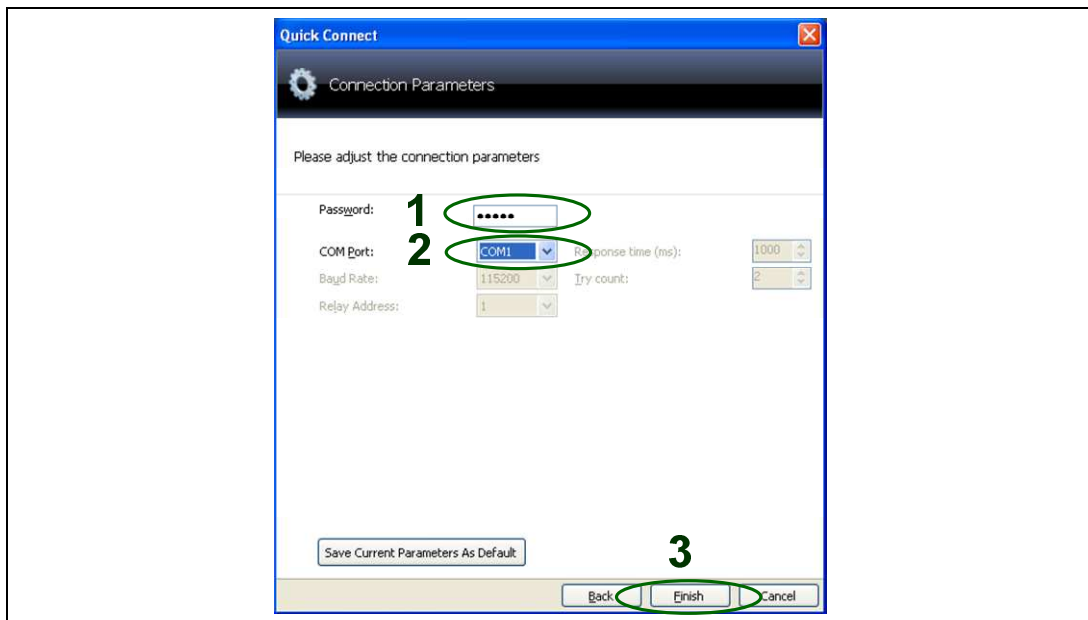 Quick Connect
Connection Parameters
Please adjust the connection parameters
Password: 1 •••••
COM Port: 2 COM1 Response time (ms): 1000
Baud Rate: 115200 Try count: 2
Relay Address: 1
Save Current Parameters As Default
3
Back Finish Cancel